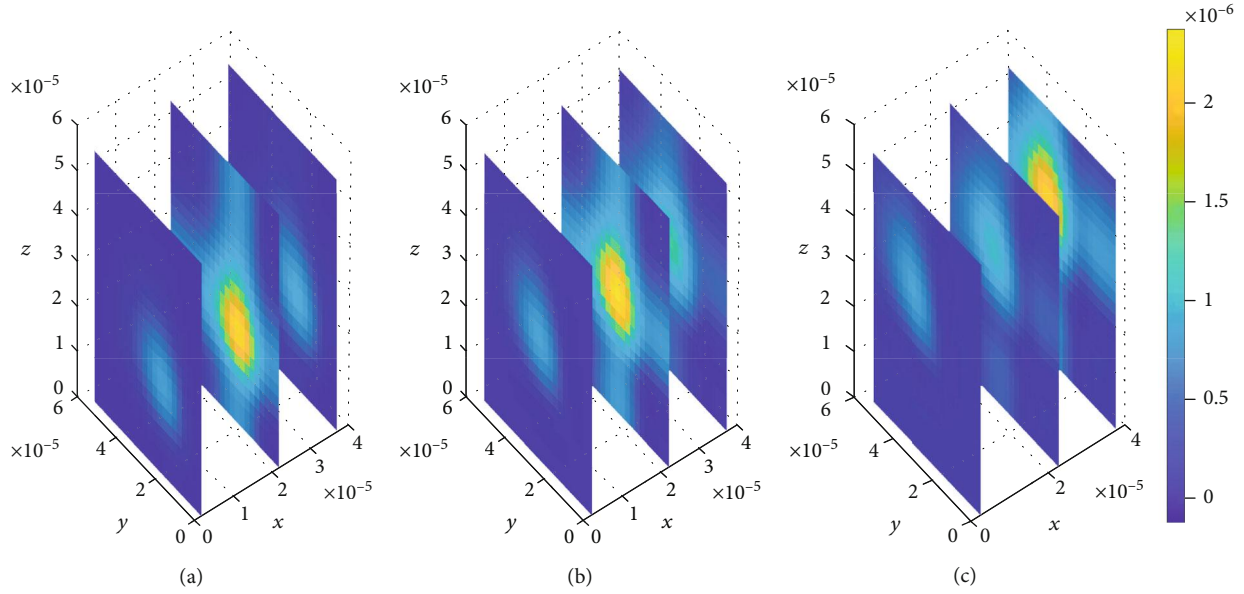 ×10⁻⁶
×10⁻⁵ ×10⁻⁵ ×10⁻⁵
6 6 6
5 5 5
2
4 4 4
1.5
z 3 z 3 z 3
2 2 2
1
1 1 1
0 0 0
6 4 6 4 6 4
0.5
×10⁻⁵ 4 3 ×10⁻⁵ 4 3 ×10⁻⁵ 4
2 2 ×10⁻⁵ 2 2 ×10⁻⁵ 2 2 ×10⁻⁵
0
y 1 x y 1 x y x
0 0 0 0 0 0
(a) (b) (c)